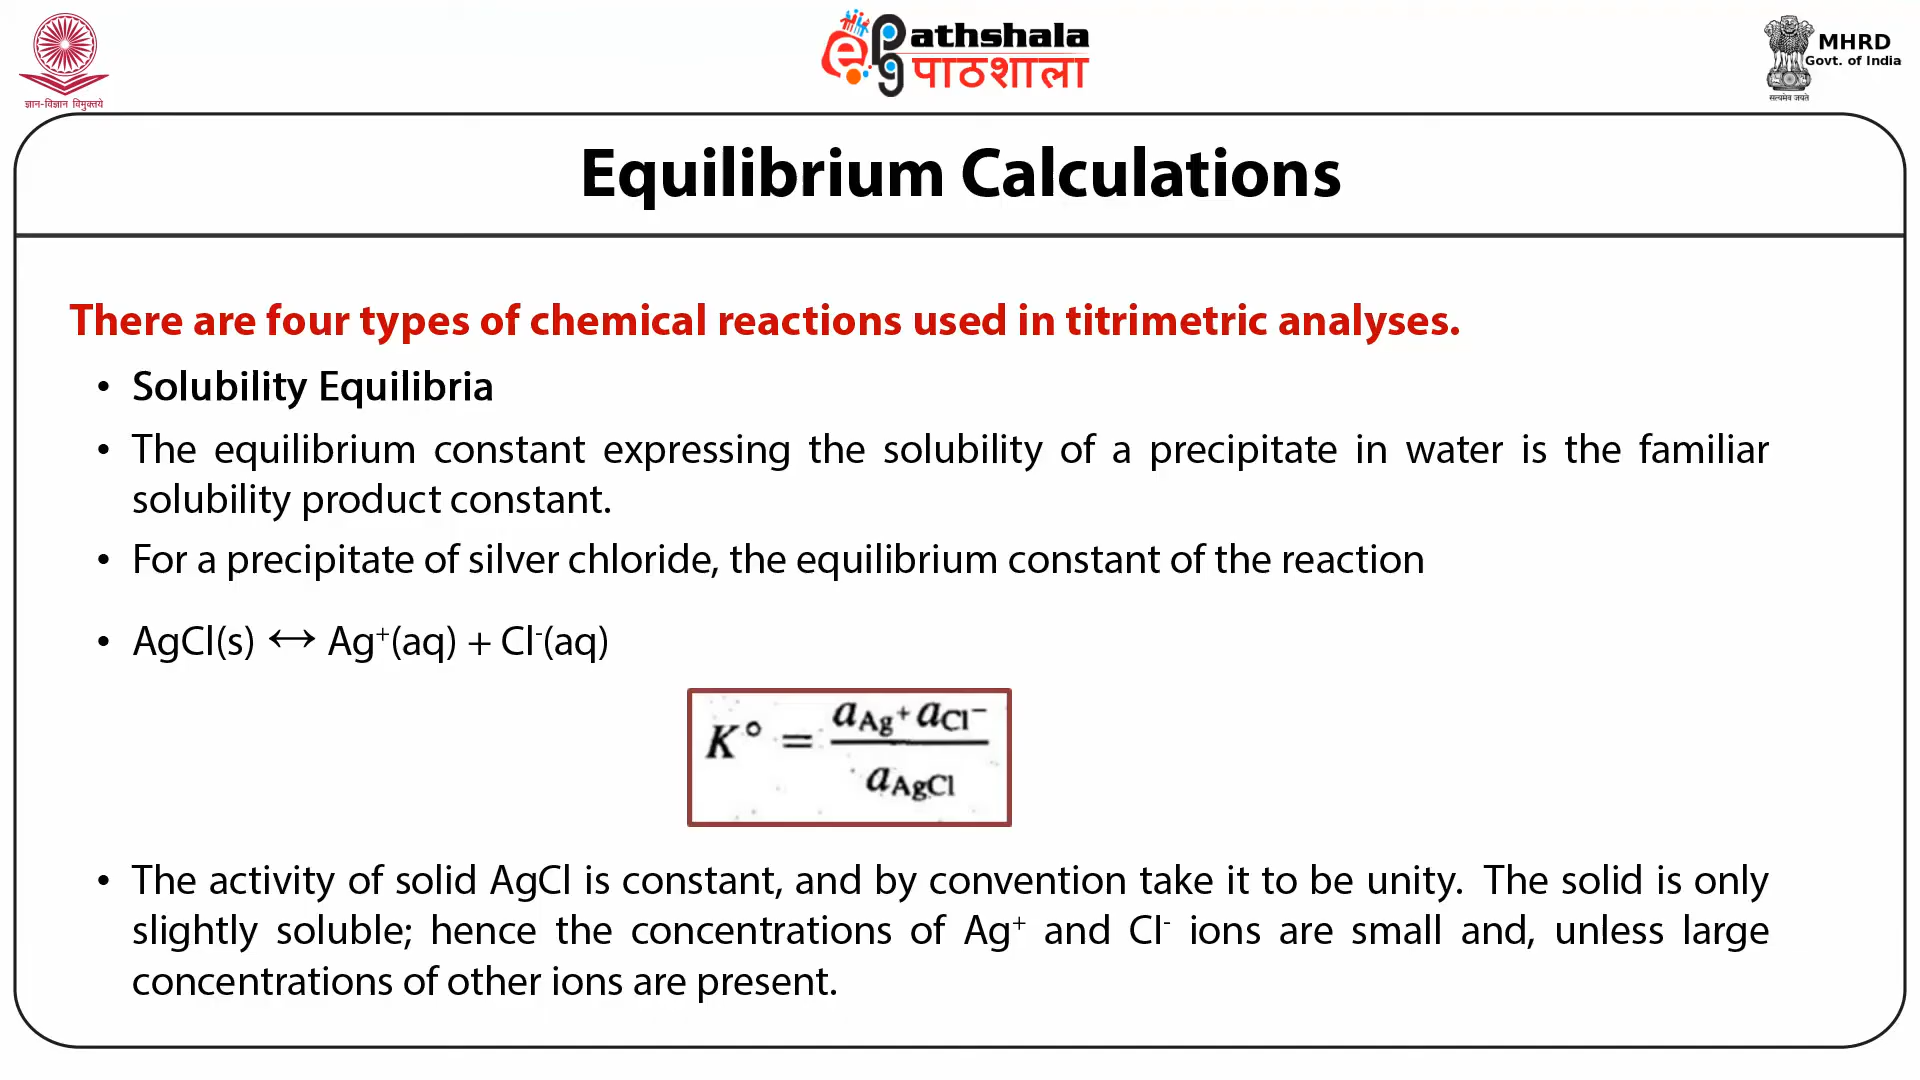 ज्ञान-विज्ञान विमुक्तये
ePathshala
पाठशाला
MHRD
Govt. of India
सत्यमेव जयते
Equilibrium Calculations
There are four types of chemical reactions used in titrimetric analyses.
• Solubility Equilibria
• The equilibrium constant expressing the solubility of a precipitate in water is the familiar
solubility product constant.
• For a precipitate of silver chloride, the equilibrium constant of the reaction
• AgCl(s) ↔ Ag⁺(aq) + Cl⁻(aq)
K° = a_Ag⁺ a_Cl⁻ / a_AgCl
• The activity of solid AgCl is constant, and by convention take it to be unity. The solid is only
slightly soluble; hence the concentrations of Ag⁺ and Cl⁻ ions are small and, unless large
concentrations of other ions are present.